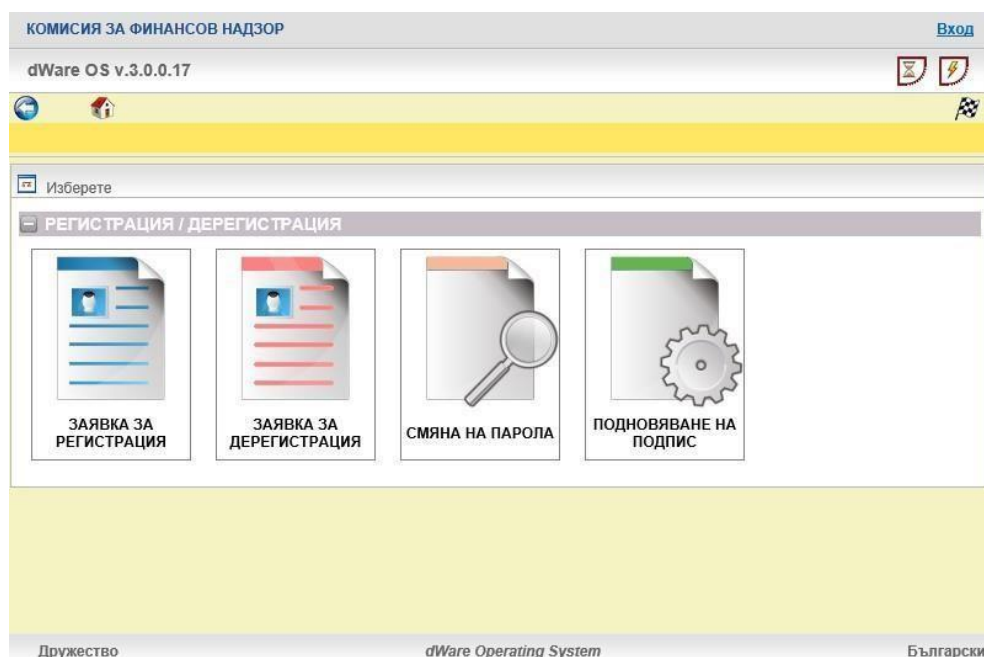 КОМИСИЯ ЗА ФИНАНСОВ НАДЗОР
Вход
dWare OS v.3.0.0.17
Изберете
РЕГИСТРАЦИЯ / ДЕРЕГИСТРАЦИЯ
ЗАЯВКА ЗА
РЕГИСТРАЦИЯ
ЗАЯВКА ЗА
ДЕРЕГИСТРАЦИЯ
СМЯНА НА ПАРОЛА
ПОДНОВЯВАНЕ НА
ПОДПИС
Дружество
dWare Operating System
Български